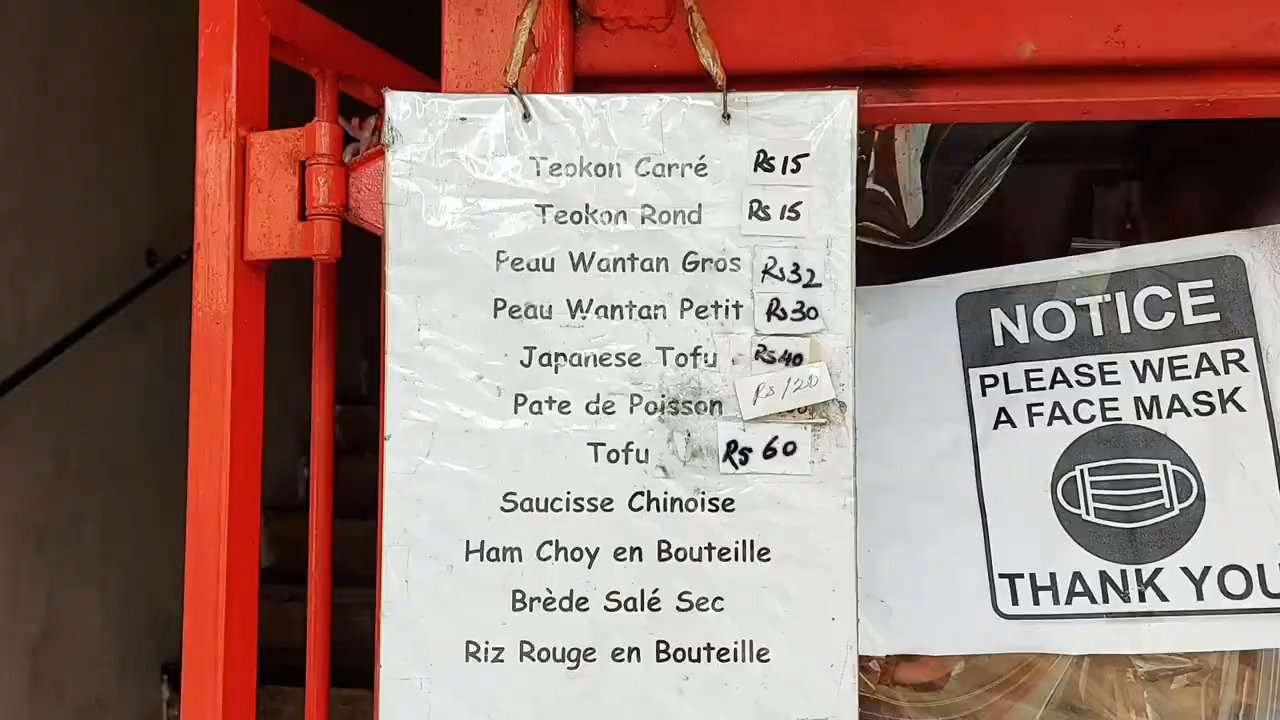 Teokon Carré Rs 15
Teokon Rond Rs 15
Peau Wantan Gros Rs 32
Peau Wantan Petit Rs 30
Japanese Tofu Rs 40
Pate de Poisson Rs 120
Tofu Rs 60
Saucisse Chinoise
Ham Choy en Bouteille
Brède Salé Sec
Riz Rouge en Bouteille
NOTICE
PLEASE WEAR
A FACE MASK
THANK YOU